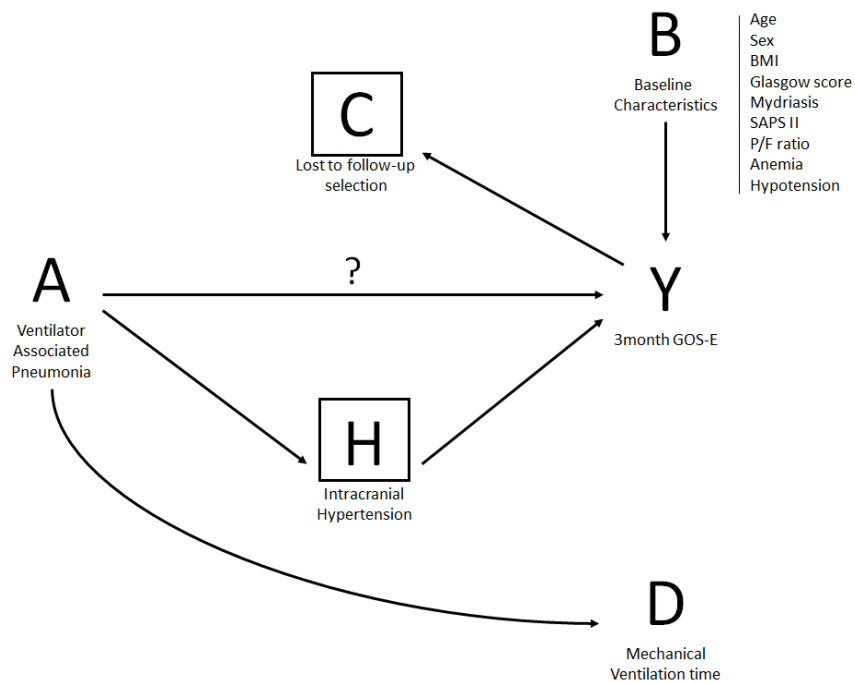 B
Baseline
Characteristics
Age
Sex
BMI
Glasgow score
Mydriasis
SAPS II
P/F ratio
Anemia
Hypotension
C
Lost to follow-up
selection
A
Ventilator
Associated
Pneumonia
?
Y
3month GOS-E
H
Intracranial
Hypertension
D
Mechanical
Ventilation time